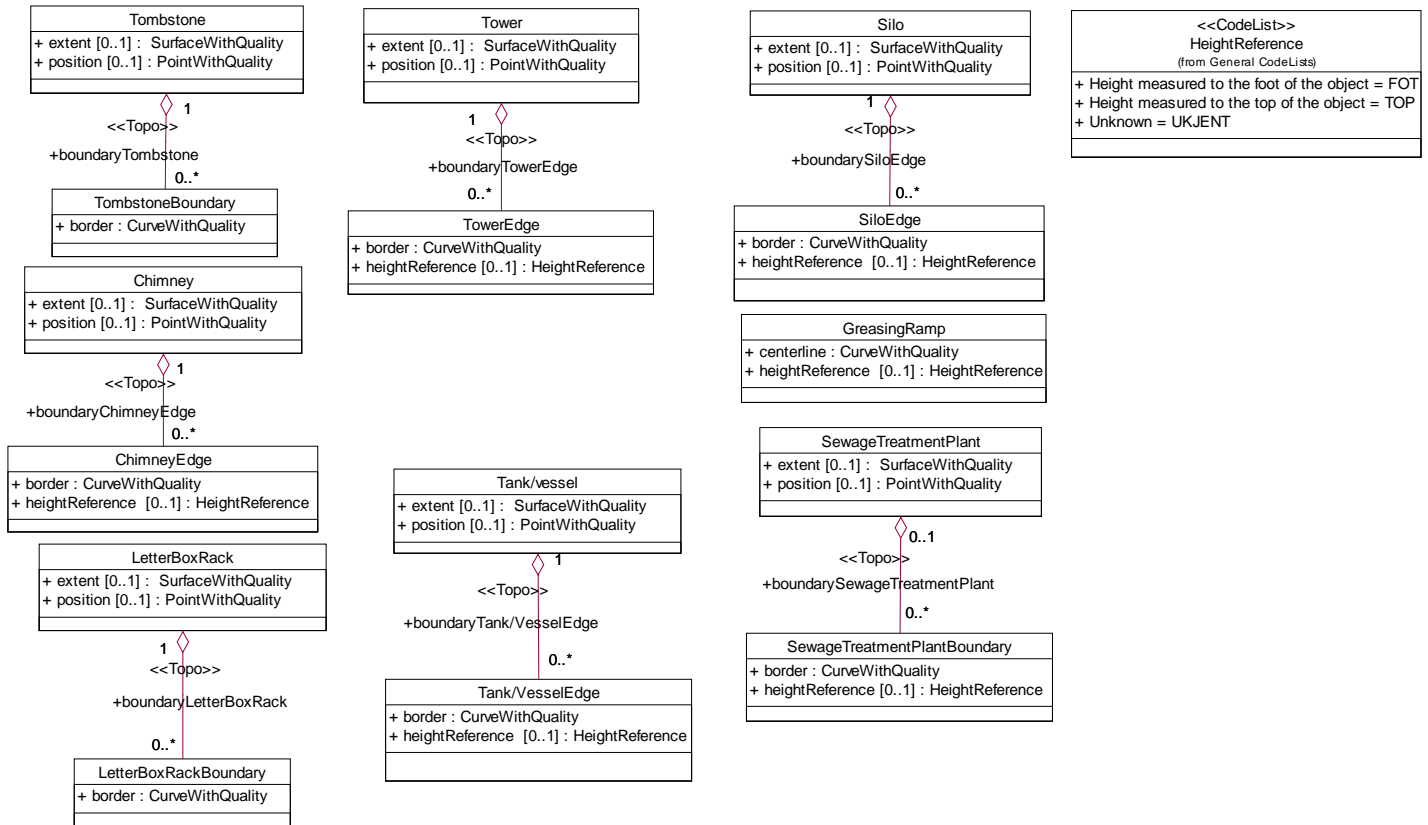 Tombstone
+ extent [0..1] :  SurfaceWithQuality
+ position [0..1] : PointWithQuality
1
<<Topo>>
+boundaryTombstone
0..*
TombstoneBoundary
+ border : CurveWithQuality
Chimney
+ extent [0..1] :  SurfaceWithQuality
+ position [0..1] : PointWithQuality
1
<<Topo>>
+boundaryChimneyEdge
0..*
ChimneyEdge
+ border : CurveWithQuality
+ heightReference  [0..1] : HeightReference
LetterBoxRack
+ extent [0..1] :  SurfaceWithQuality
+ position [0..1] : PointWithQuality
1
<<Topo>>
+boundaryLetterBoxRack
0..*
LetterBoxRackBoundary
+ border : CurveWithQuality
Tower
+ extent [0..1] :  SurfaceWithQuality
+ position [0..1] : PointWithQuality
1
<<Topo>>
+boundaryTowerEdge
0..*
TowerEdge
+ border : CurveWithQuality
+ heightReference [0..1] : HeightReference
Tank/vessel
+ extent [0..1] :  SurfaceWithQuality
+ position [0..1] : PointWithQuality
1
<<Topo>>
+boundaryTank/VesselEdge
0..*
Tank/VesselEdge
+ border : CurveWithQuality
+ heightReference  [0..1] : HeightReference
Silo
+ extent [0..1] :  SurfaceWithQuality
+ position [0..1] : PointWithQuality
1
<<Topo>>
+boundarySiloEdge
0..*
SiloEdge
+ border : CurveWithQuality
+ heightReference  [0..1] : HeightReference
GreasingRamp
+ centerline : CurveWithQuality
+ heightReference  [0..1] : HeightReference
SewageTreatmentPlant
+ extent [0..1] :  SurfaceWithQuality
+ position [0..1] : PointWithQuality
0..1
<<Topo>>
+boundarySewageTreatmentPlant
0..*
SewageTreatmentPlantBoundary
+ border : CurveWithQuality
+ heightReference [0..1] : HeightReference
<<CodeList>>
HeightReference
(from General CodeLists)
+ Height measured to the foot of the object = FOT
+ Height measured to the top of the object = TOP
+ Unknown = UKJENT